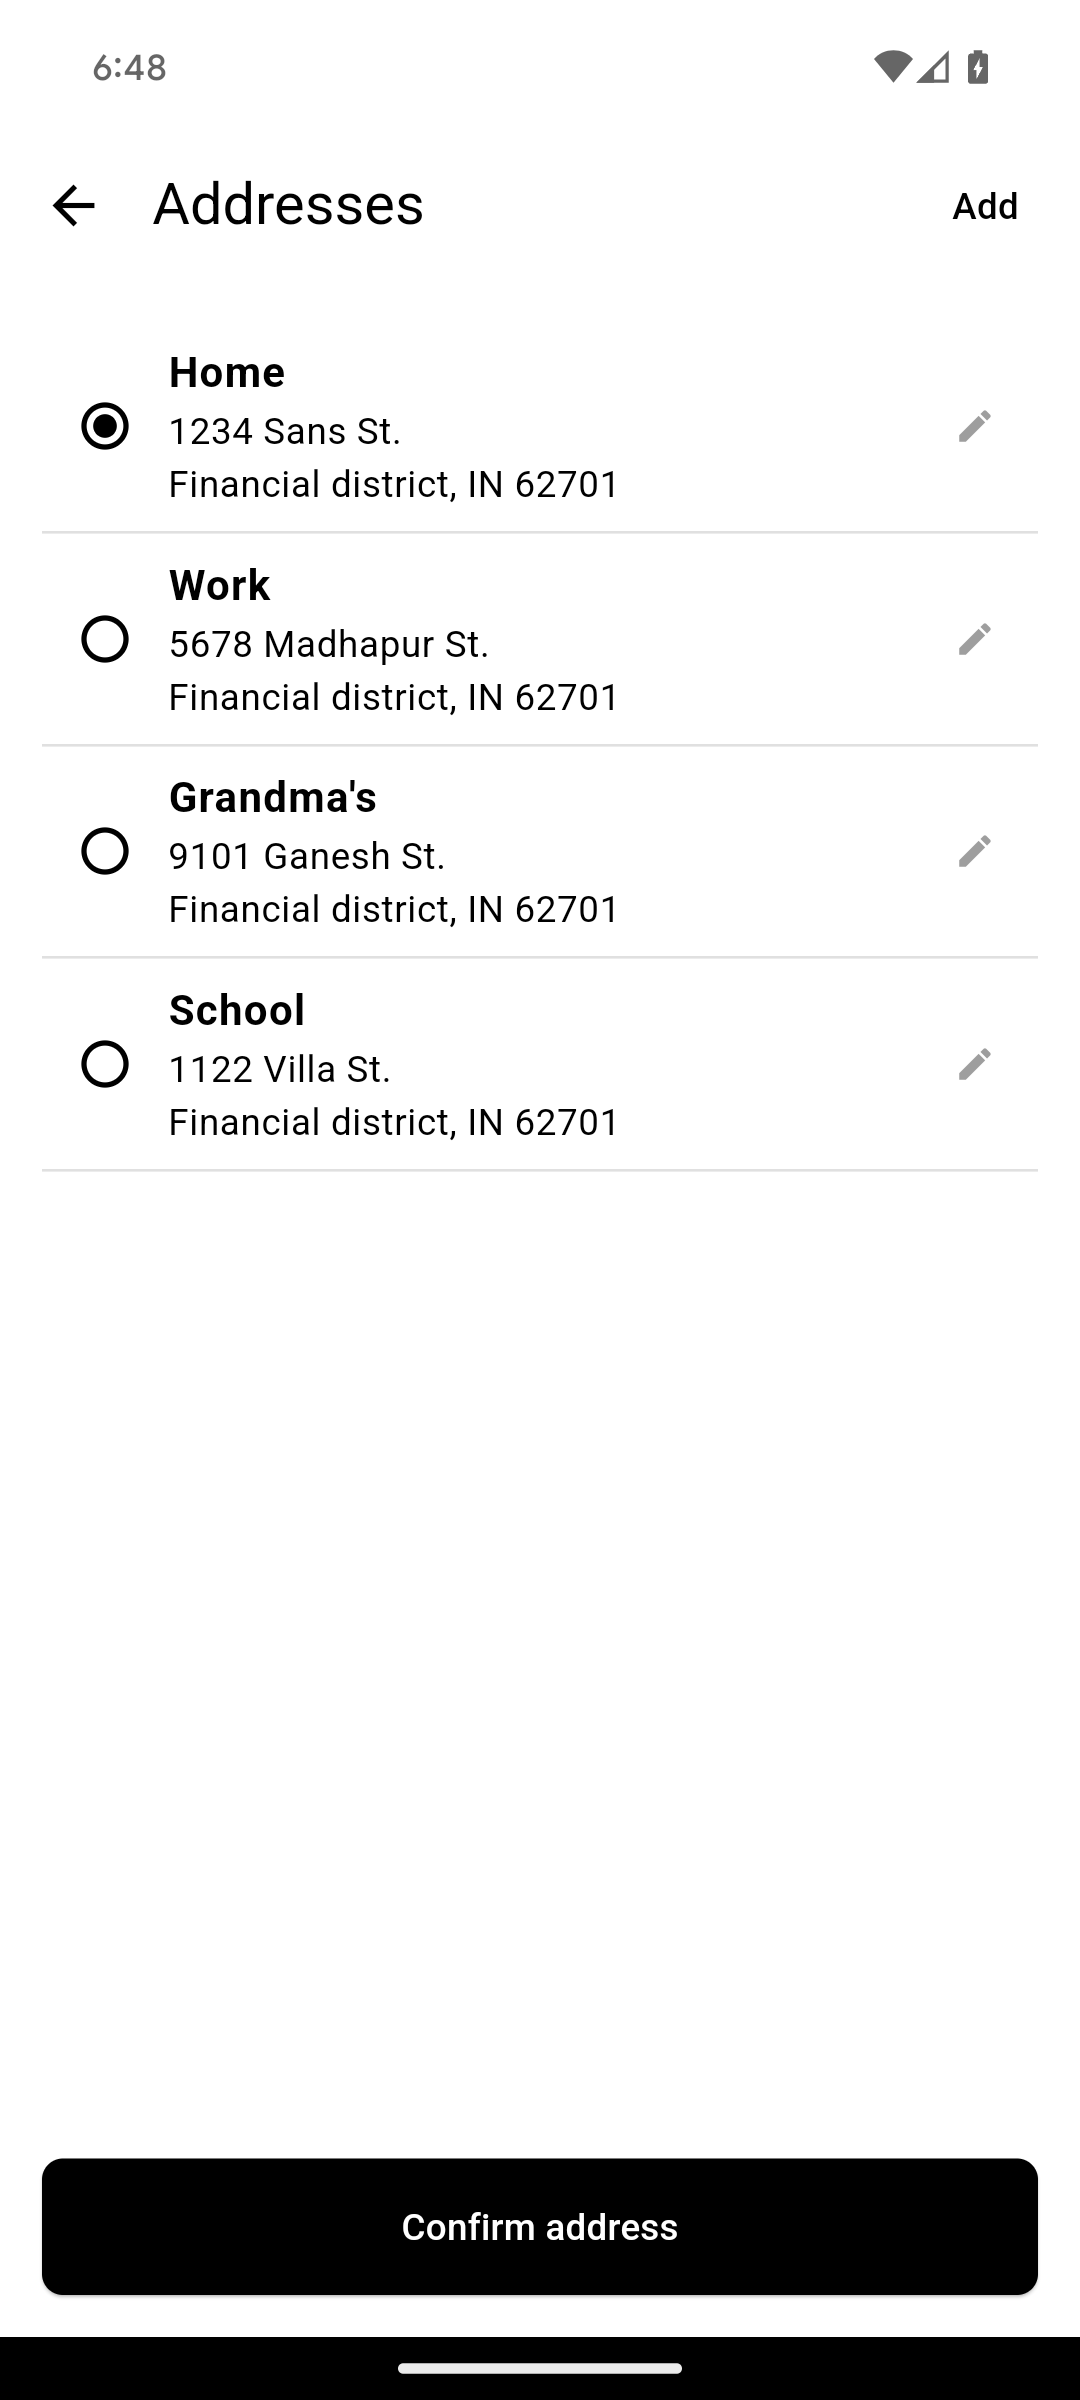 6:48
Addresses
Add
Home
1234 Sans St.
Financial district, IN 62701
Work
5678 Madhapur St.
Financial district, IN 62701
Grandma's
9101 Ganesh St.
Financial district, IN 62701
School
1122 Villa St.
Financial district, IN 62701
Confirm address